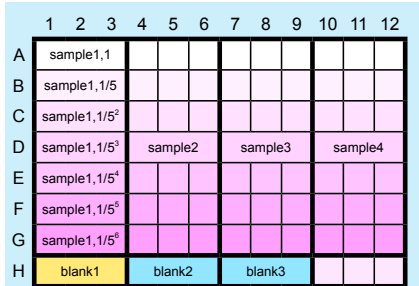 1 2 3 4 5 6 7 8 9 10 11 12
A sample1,1
B sample1,1/5
C sample1,1/5²
D sample1,1/5³ sample2 sample3 sample4
E sample1,1/5⁴
F sample1,1/5⁵
G sample1,1/5⁶
H blank1 blank2 blank3